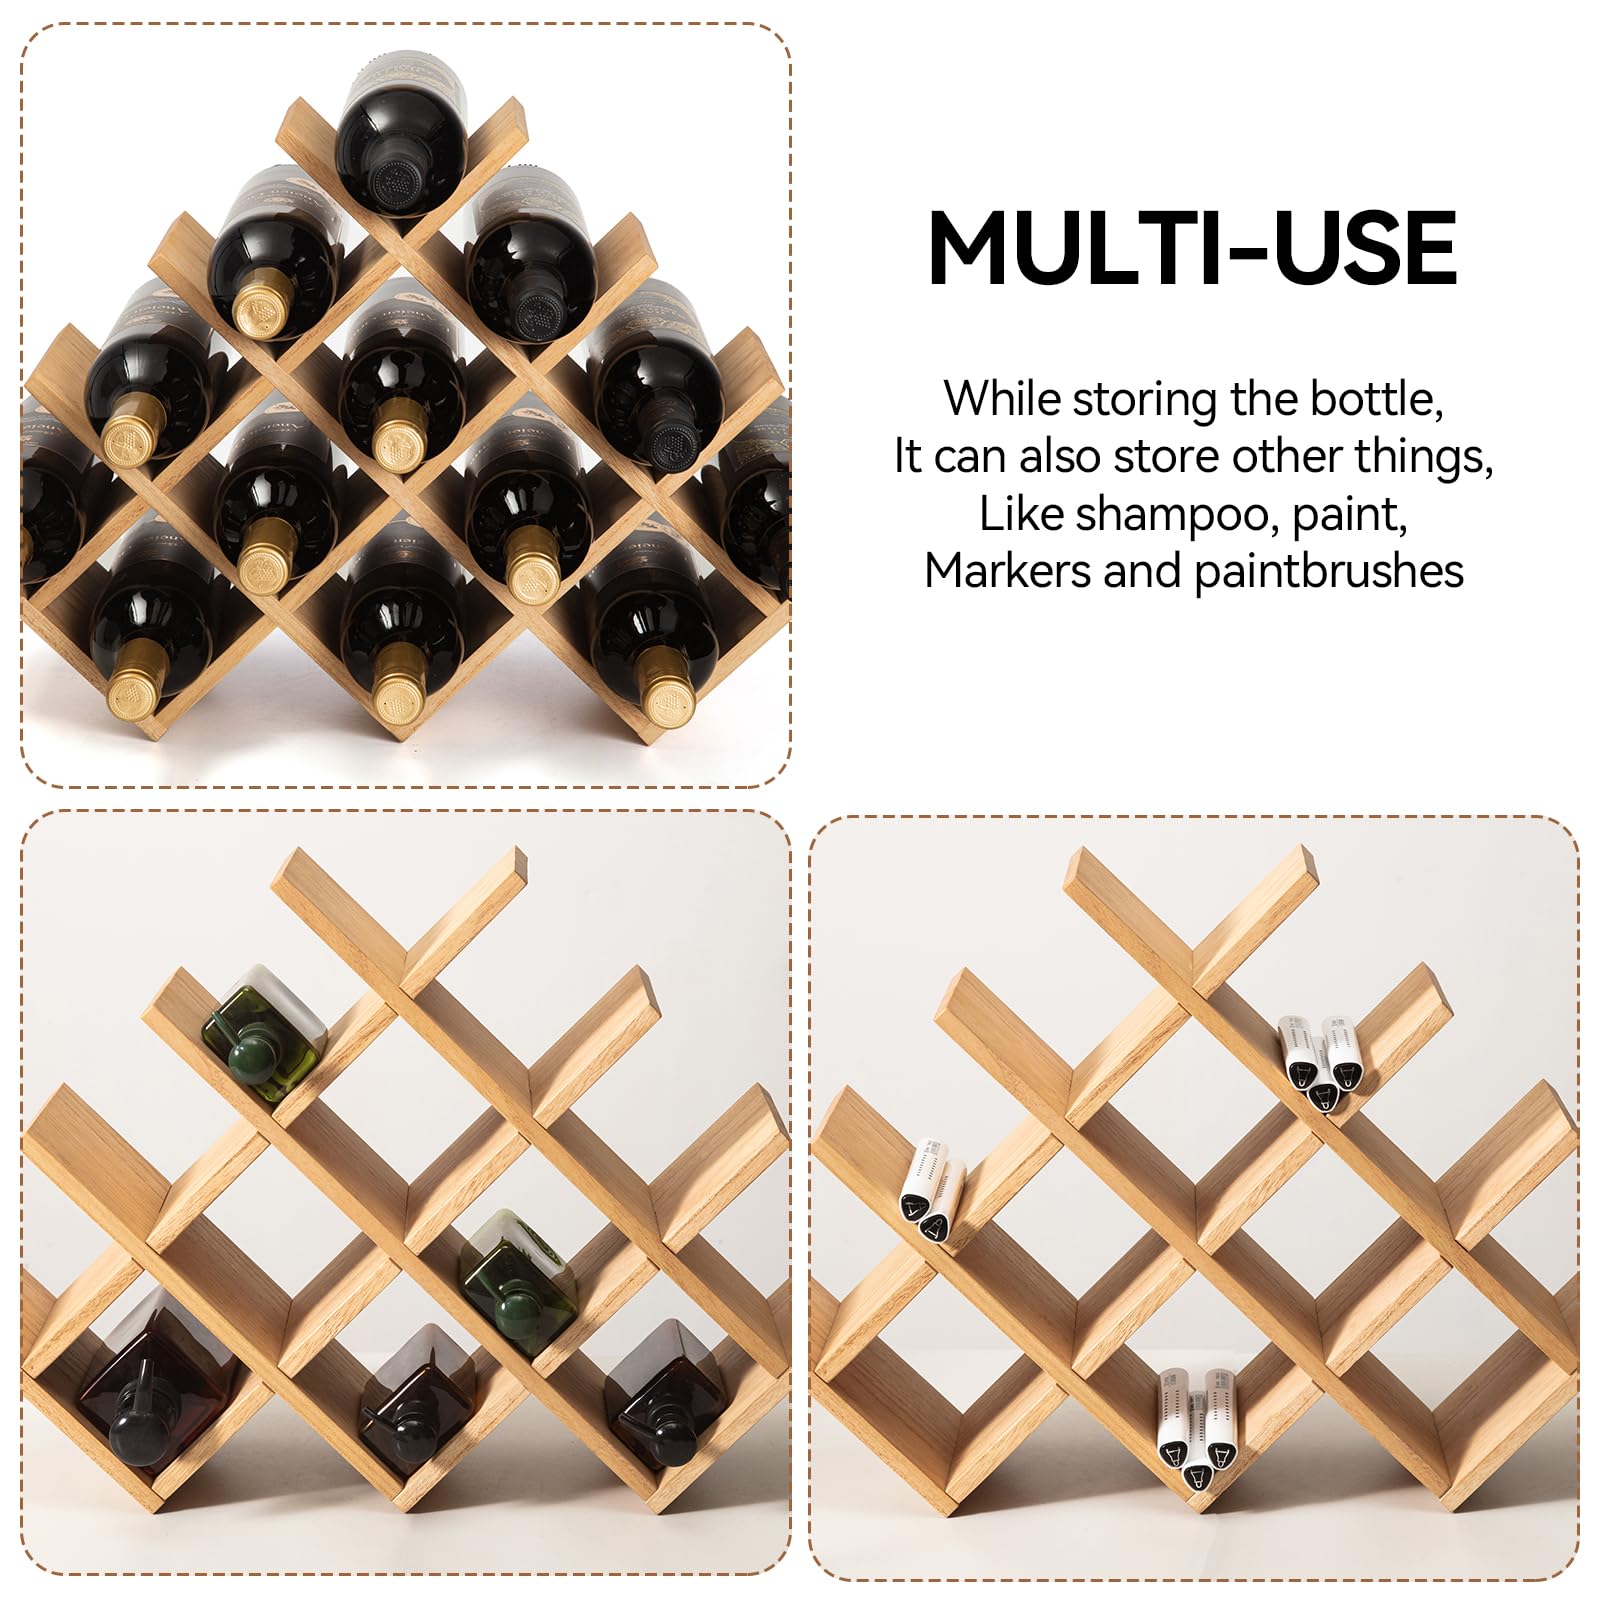 MULTI-USE
While storing the bottle,
It can also store other things,
Like shampoo, paint,
Markers and paintbrushes